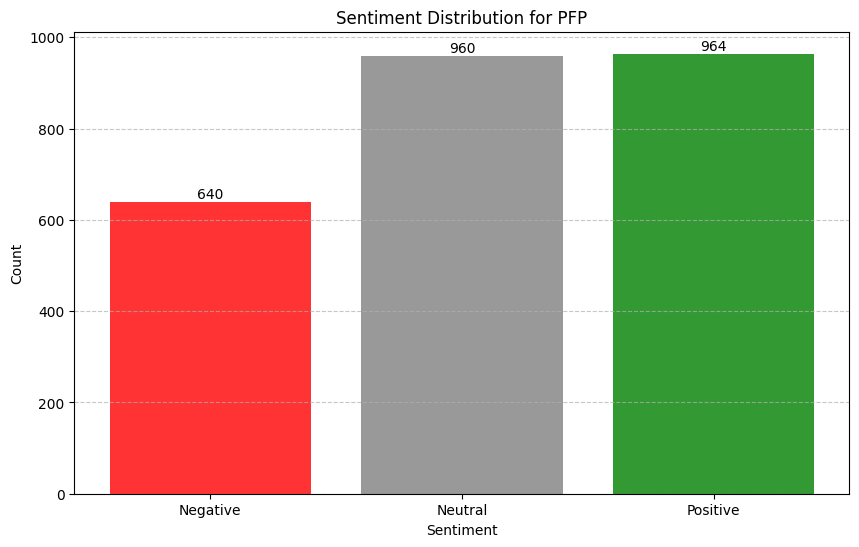 Sentiment Distribution for PFP
1000
800
600
400
200
0
Count
640
960
964
Negative
Neutral
Positive
Sentiment